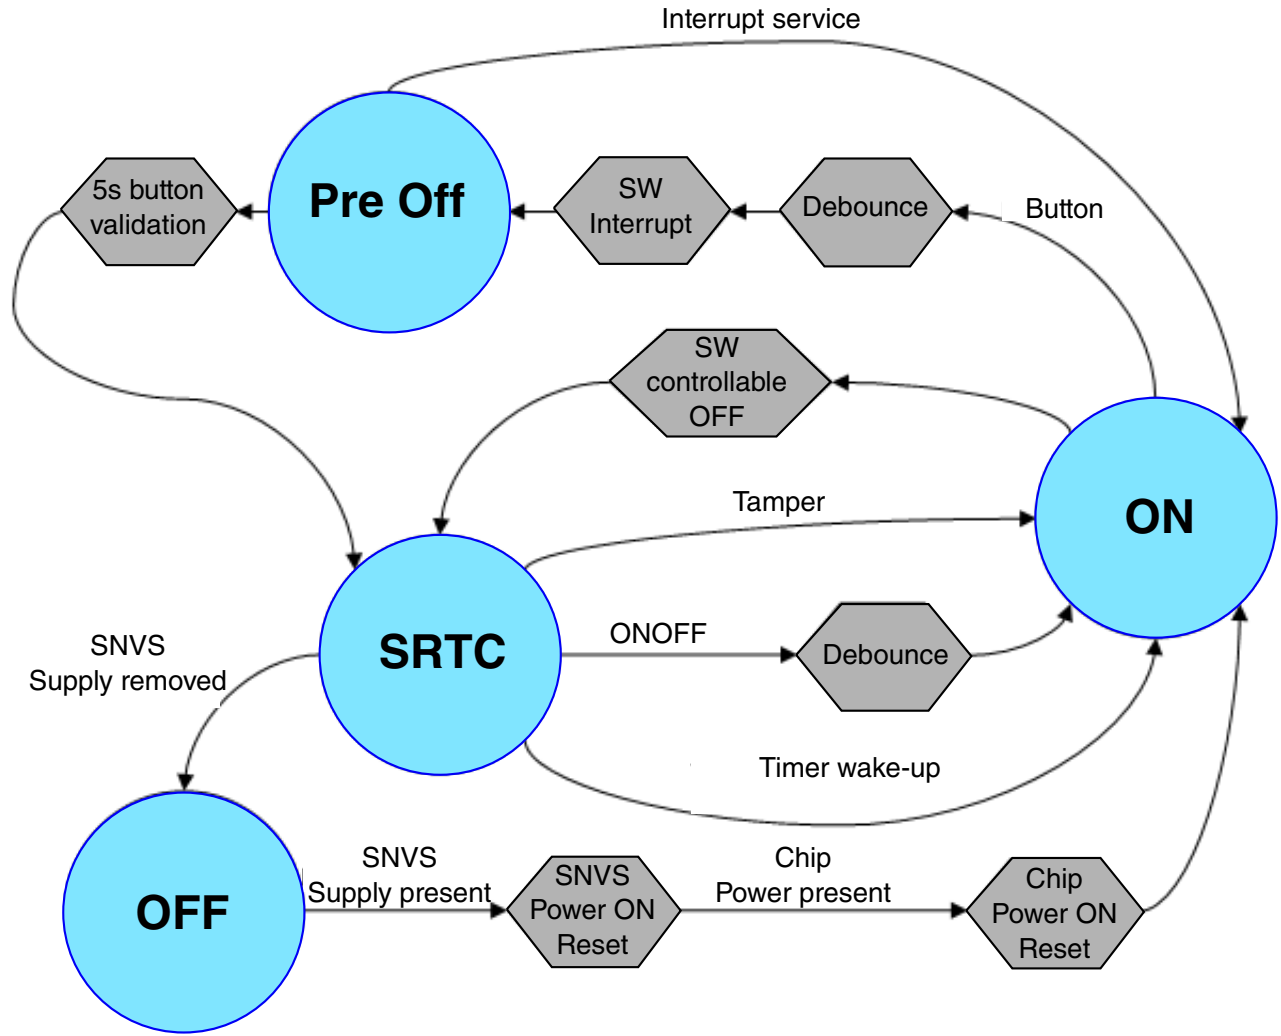 Interrupt service
5s button
validation
Pre Off
SW
Interrupt
Debounce
Button
SW
controllable
OFF
Tamper
ON
SRTC
ONOFF
Debounce
SNVS
Supply removed
Timer wake-up
OFF
SNVS
Supply present
SNVS
Power ON
Reset
Chip
Power present
Chip
Power ON
Reset